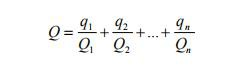 Q = q₁/Q₁ + q₂/Q₂ + ... + qₙ/Qₙ